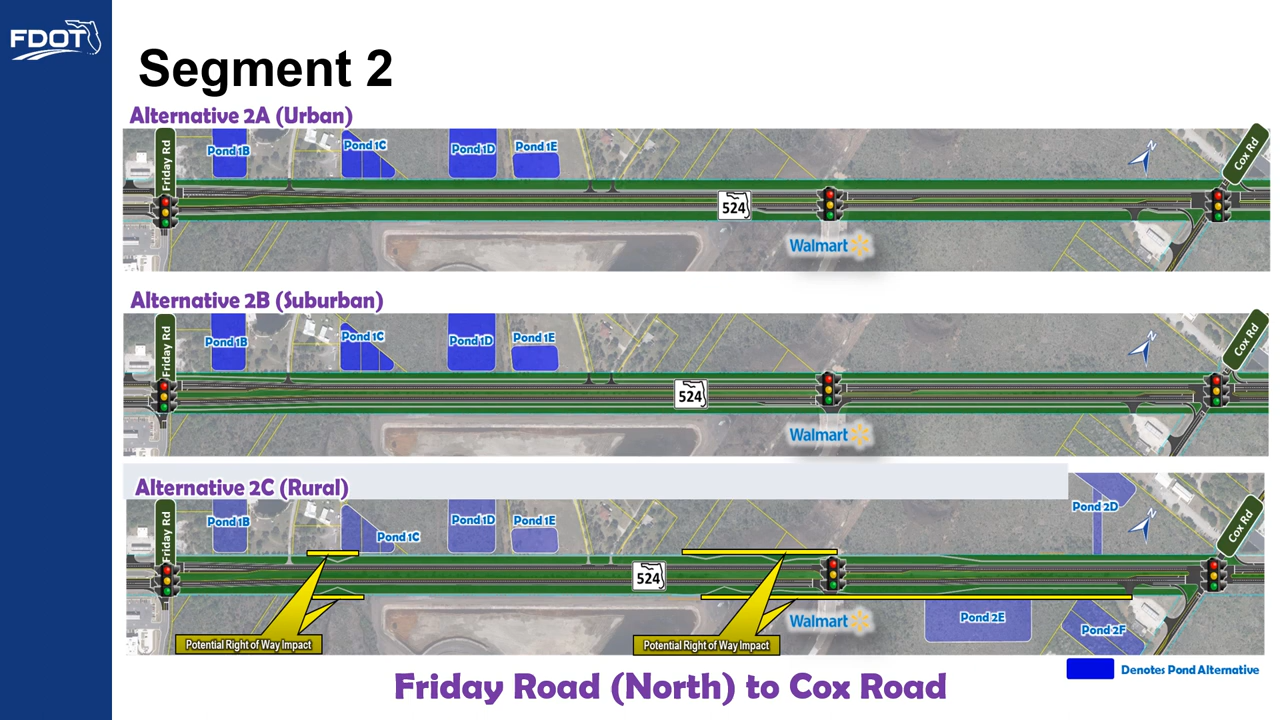 FDOT
Segment 2
Alternative 2A (Urban)
Friday Rd
Pond 1B
Pond 1C
Pond 1D
Pond 1E
N
Cox Rd
524
Walmart
Alternative 2B (Suburban)
Friday Rd
Pond 1B
Pond 1C
Pond 1D
Pond 1E
N
Cox Rd
524
Walmart
Alternative 2C (Rural)
Friday Rd
Pond 1B
Pond 1C
Pond 1D
Pond 1E
Pond 2D
N
Cox Rd
524
Walmart
Pond 2E
Pond 2F
Potential Right of Way Impact
Potential Right of Way Impact
Denotes Pond Alternative
Friday Road (North) to Cox Road